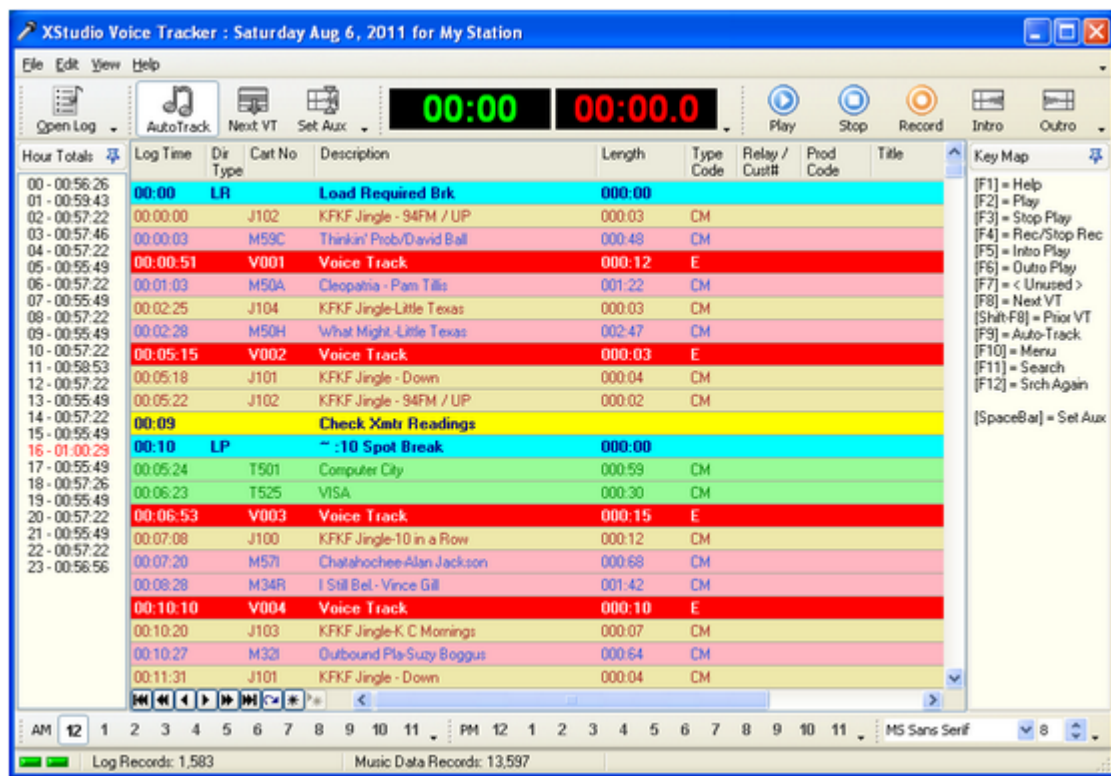 XStudio Voice Tracker : Saturday Aug 6, 2011 for My Station
File Edit View Help
Open Log AutoTrack Next VT Set Aux 00:00 00:00.0 Play Stop Record Intro Outro
Hour Totals
00 - 00:56:26
01 - 00:59:43
02 - 00:57:22
03 - 00:57:46
04 - 00:57:22
05 - 00:55:49
06 - 00:57:22
07 - 00:55:49
08 - 00:57:22
09 - 00:55:49
10 - 00:57:22
11 - 00:58:53
12 - 00:57:22
13 - 00:55:49
14 - 00:57:22
15 - 00:55:49
16 - 01:00:29
17 - 00:55:49
18 - 00:57:26
19 - 00:55:49
20 - 00:57:22
21 - 00:55:49
22 - 00:57:22
23 - 00:56:56
Log Time Dir Type Cart No Description Length Type Code Relay / Cust# Prod Code Title
00:00 LR Load Required Brk 000:00
00:00:00 J102 KFKF Jingle - 94FM / UP 000:03 CM
00:00:03 M59C Thinkin' Prob/David Ball 000:48 CM
00:00:51 V001 Voice Track 000:12 E
00:01:03 M50A Cleopatria - Pam Tillis 001:22 CM
00:02:25 J104 KFKF Jingle-Little Texas 000:03 CM
00:02:28 M50H What Might.-Little Texas 002:47 CM
00:05:15 V002 Voice Track 000:03 E
00:05:18 J101 KFKF Jingle - Down 000:04 CM
00:05:22 J102 KFKF Jingle - 94FM / UP 000:02 CM
00:09 Check Xmtr Readings
00:10 LP ~ :10 Spot Break 000:00
00:05:24 T501 Computer City 000:59 CM
00:06:23 T525 VISA 000:30 CM
00:06:53 V003 Voice Track 000:15 E
00:07:08 J100 KFKF Jingle-10 in a Row 000:12 CM
00:07:20 M57I Chatahochee-Alan Jackson 000:68 CM
00:08:28 M34R I Still Bel.- Vince Gill 001:42 CM
00:10:10 V004 Voice Track 000:10 E
00:10:20 J103 KFKF Jingle-K C Mornings 000:07 CM
00:10:27 M32I Outbound Pla-Suzy Boggus 000:64 CM
00:11:31 J101 KFKF Jingle - Down 000:04 CM
Key Map
[F1] = Help
[F2] = Play
[F3] = Stop Play
[F4] = Rec/Stop Rec
[F5] = Intro Play
[F6] = Outro Play
[F7] = < Unused >
[F8] = Next VT
[Shift-F8] = Prior VT
[F9] = Auto-Track
[F10] = Menu
[F11] = Search
[F12] = Srch Again
[SpaceBar] = Set Aux
AM 12 1 2 3 4 5 6 7 8 9 10 11 PM 12 1 2 3 4 5 6 7 8 9 10 11 MS Sans Serif 8
Log Records: 1,583 Music Data Records: 13,597